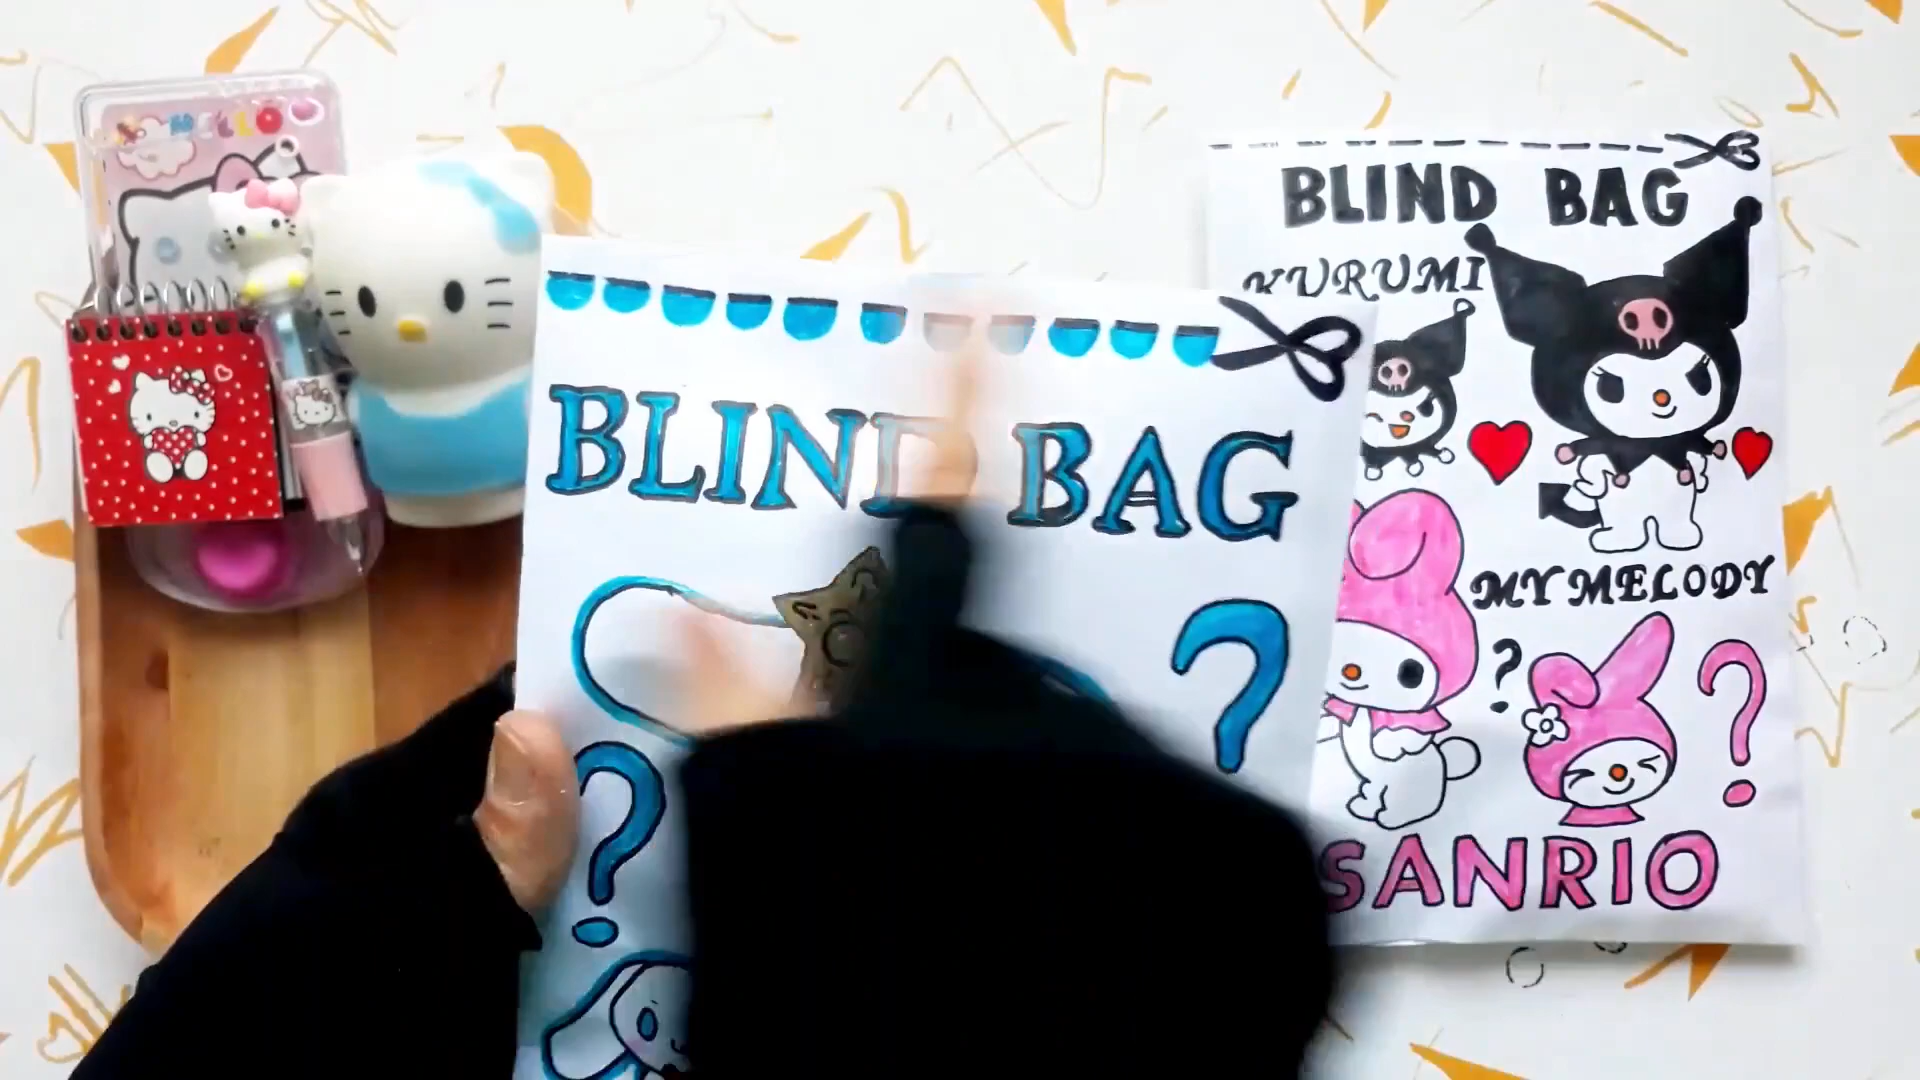 HELLO
BLIND BAG
?
?
BLIND BAG
KURUMI
MY MELODY
? ?
SANRIO